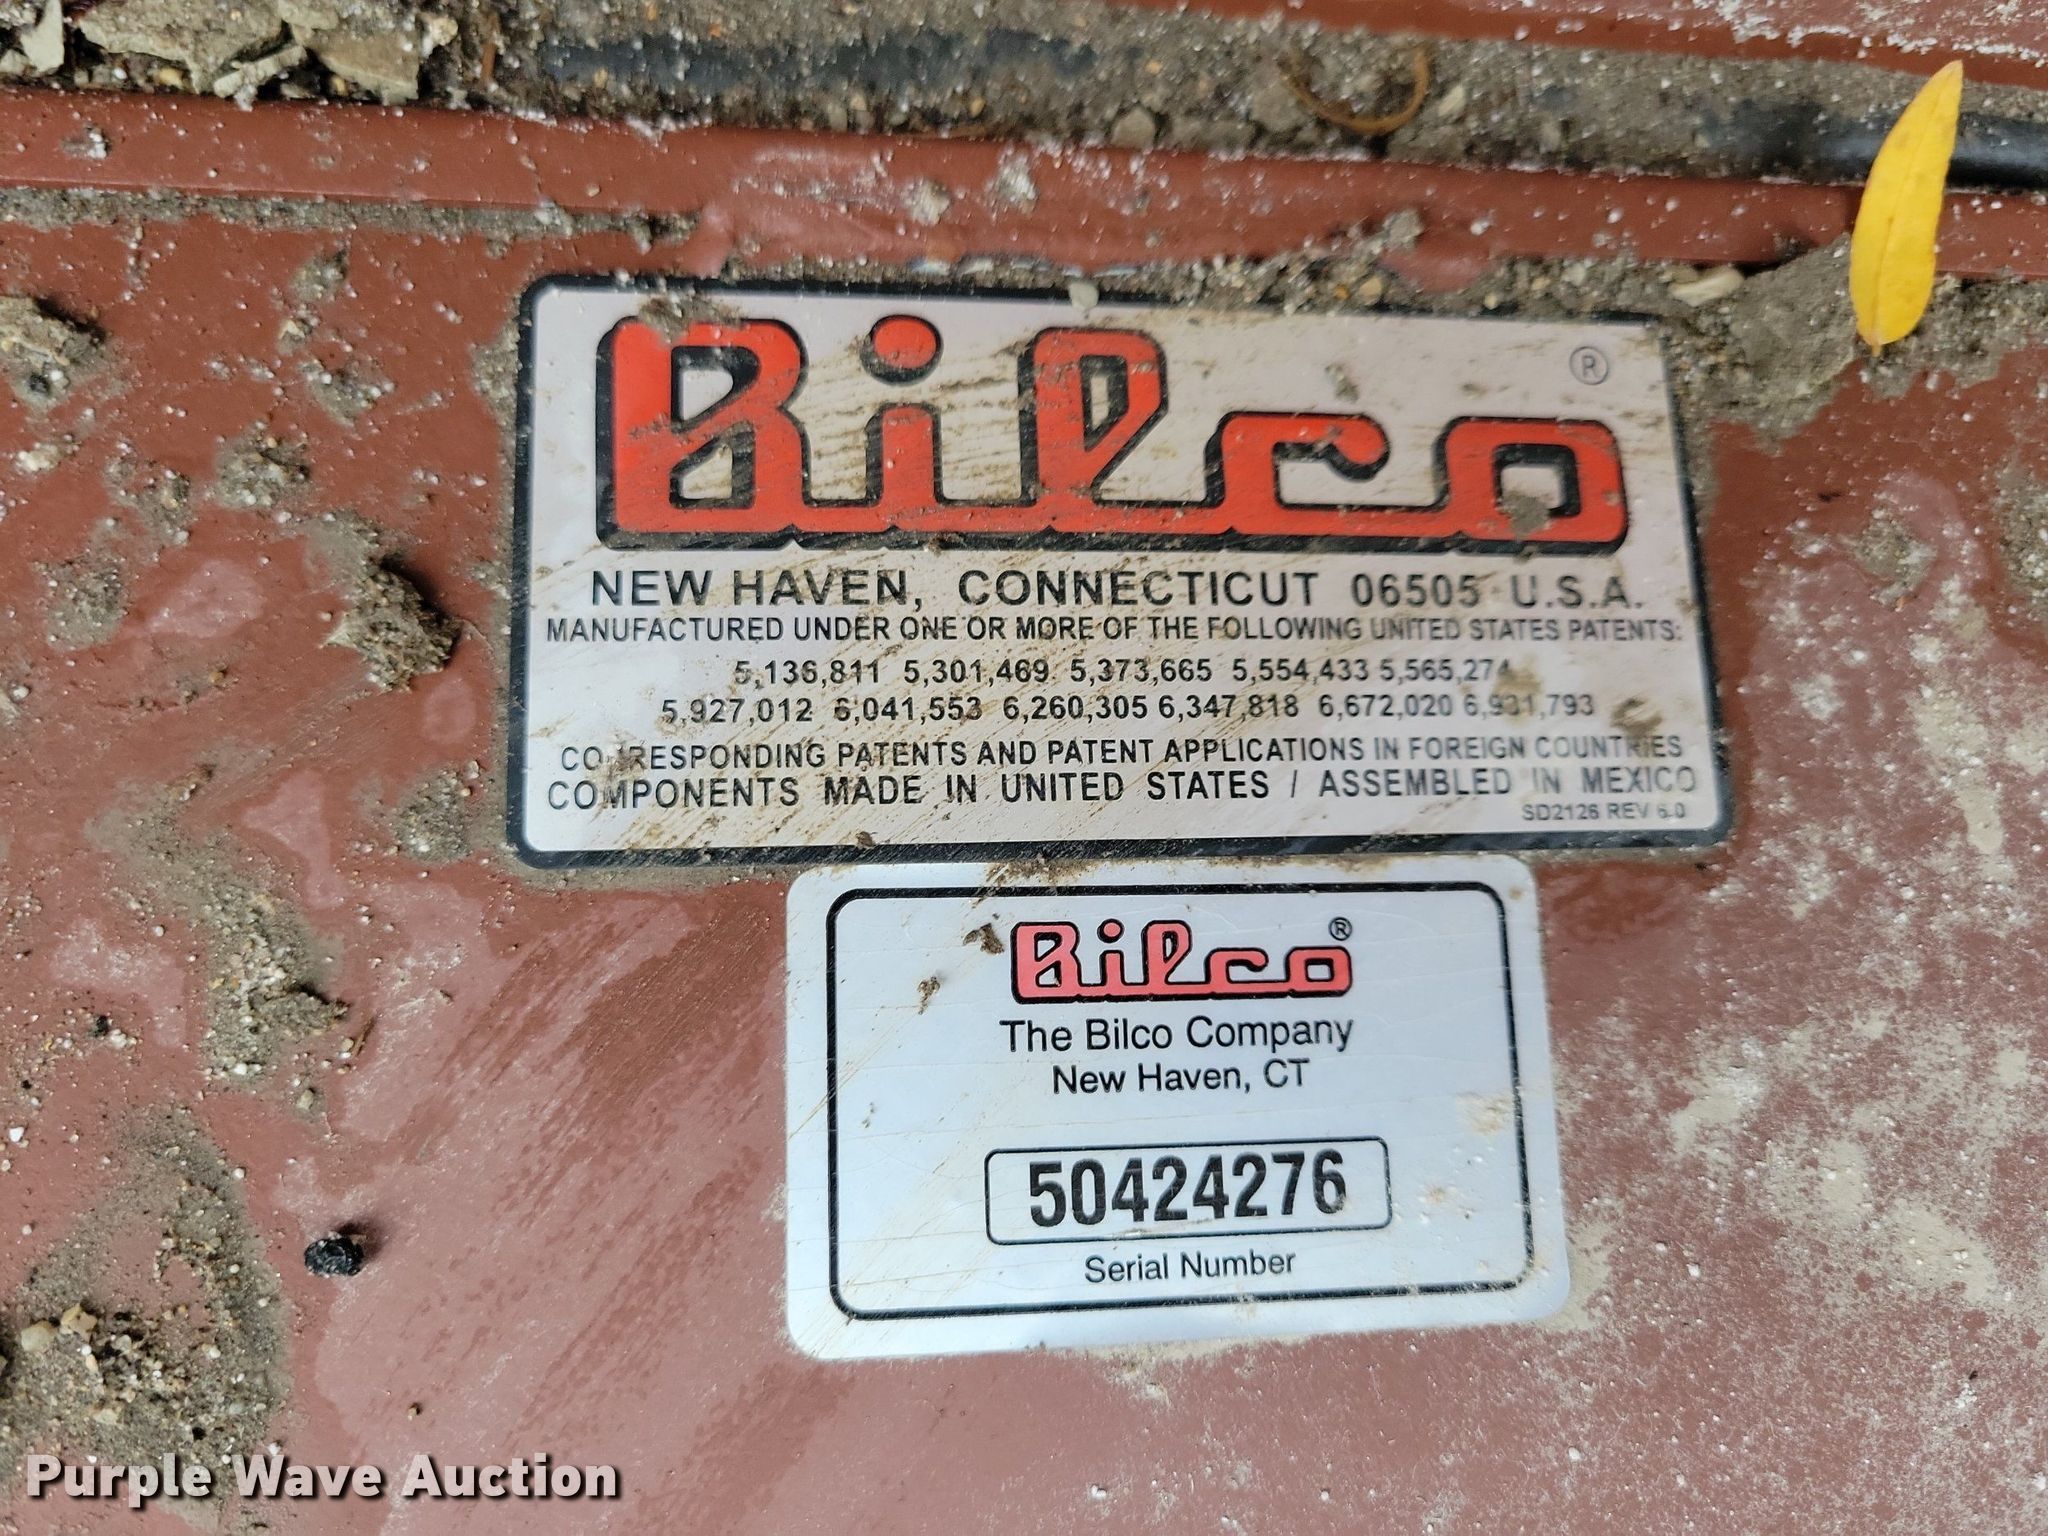 Bilco ®
NEW HAVEN, CONNECTICUT 06505 U.S.A.
MANUFACTURED UNDER ONE OR MORE OF THE FOLLOWING UNITED STATES PATENTS:
5,136,811 5,301,469 5,373,665 5,554,433 5,565,274
5,927,012 6,041,553 6,260,305 6,347,818 6,672,020 6,931,793
CORRESPONDING PATENTS AND PATENT APPLICATIONS IN FOREIGN COUNTRIES
COMPONENTS MADE IN UNITED STATES / ASSEMBLED IN MEXICO
SD2126 REV 6.0
Bilco ®
The Bilco Company
New Haven, CT
50424276
Serial Number
Purple Wave Auction